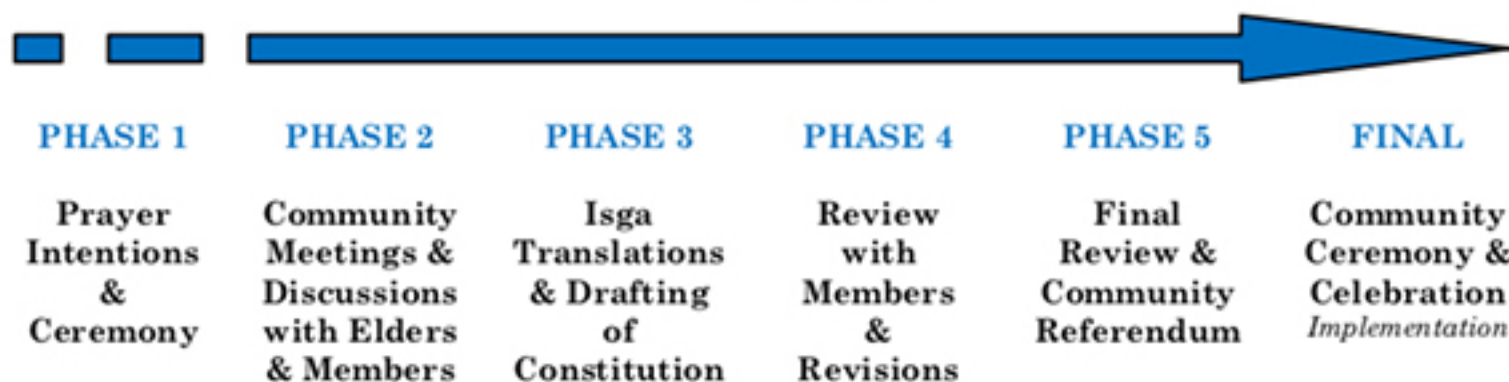 PHASE 1
Prayer
Intentions
&
Ceremony
PHASE 2
Community
Meetings &
Discussions
with Elders
& Members
PHASE 3
Isga
Translations
& Drafting
of
Constitution
PHASE 4
Review
with
Members
&
Revisions
PHASE 5
Final
Review &
Community
Referendum
FINAL
Community
Ceremony &
Celebration
Implementation